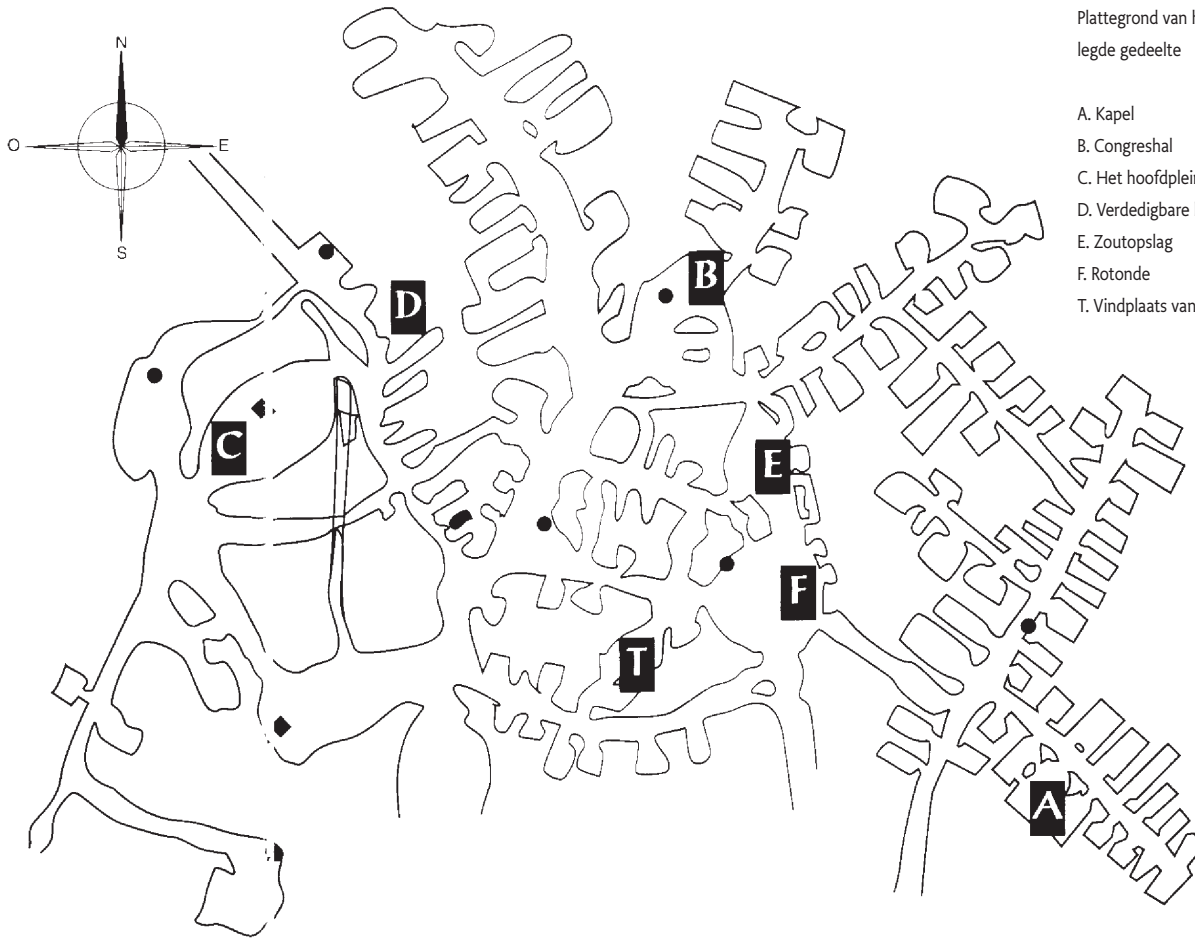 Plattegrond van h
legde gedeelte
A. Kapel
B. Congreshal
C. Het hoofdplein
D. Verdedigbare
E. Zoutopslag
F. Rotonde
T. Vindplaats van
N
O E
S
B
D
C
E
F
T
A